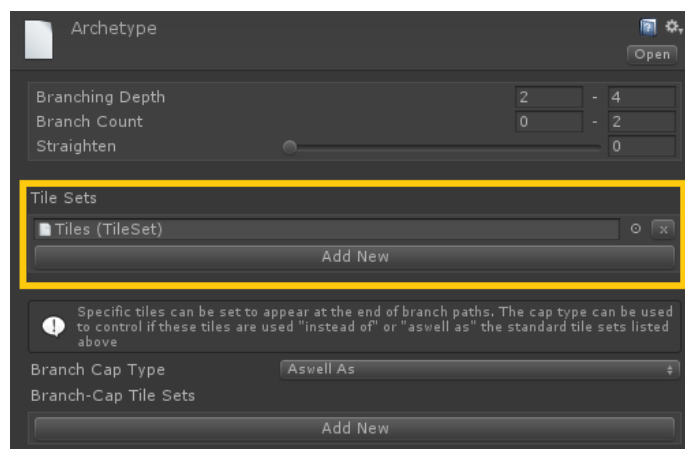 Archetype
Open
Branching Depth 2 - 4
Branch Count 0 - 2
Straighten 0
Tile Sets
Tiles (TileSet) x
Add New
Specific tiles can be set to appear at the end of branch paths. The cap type can be used
to control if these tiles are used "instead of" or "aswell as" the standard tile sets listed
above
Branch Cap Type Aswell As
Branch-Cap Tile Sets
Add New